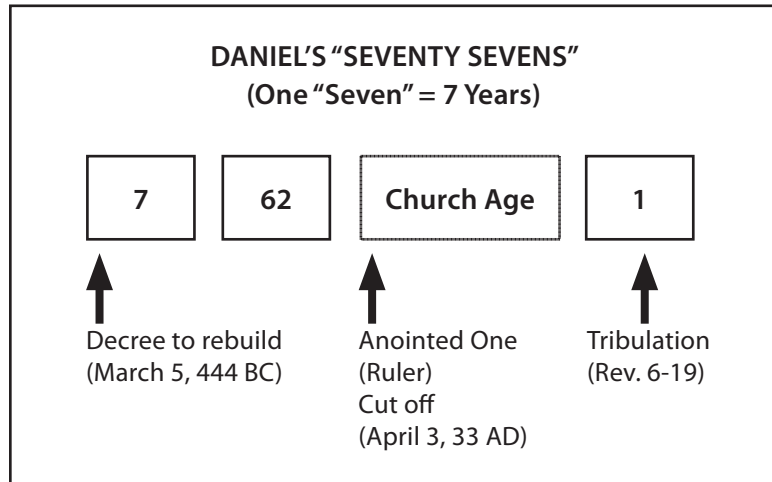 DANIEL’S “SEVENTY SEVENS”
(One “Seven” = 7 Years)
7
62
Church Age
1
Decree to rebuild
(March 5, 444 BC)
Anointed One
(Ruler)
Cut off
(April 3, 33 AD)
Tribulation
(Rev. 6-19)